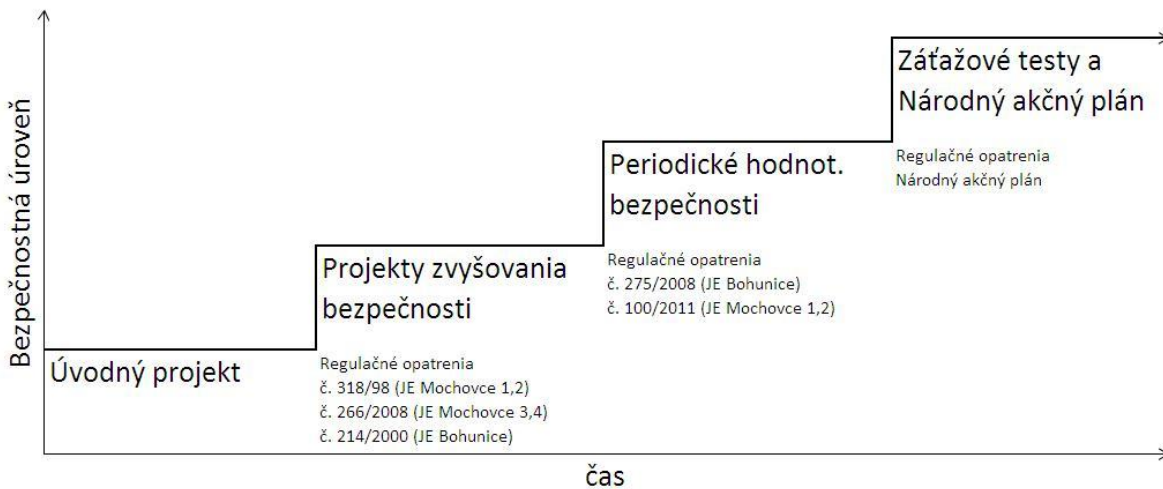 Bezpečnostná úroveň
Záťažové testy a
Národný akčný plán
Regulačné opatrenia
Národný akčný plán
Periodické hodnot.
bezpečnosti
Regulačné opatrenia
č. 275/2008 (JE Bohunice)
č. 100/2011 (JE Mochovce 1,2)
Projekty zvyšovania
bezpečnosti
Regulačné opatrenia
č. 318/98 (JE Mochovce 1,2)
č. 266/2008 (JE Mochovce 3,4)
č. 214/2000 (JE Bohunice)
Úvodný projekt
čas